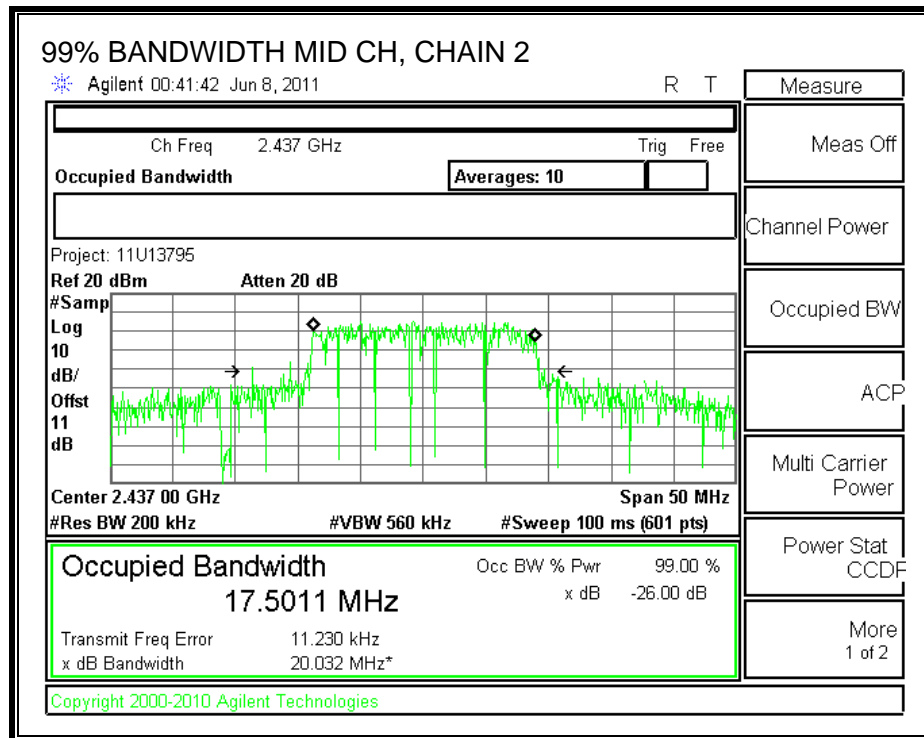 99% BANDWIDTH MID CH, CHAIN 2
Agilent 00:41:42 Jun 8, 2011 R T
Measure
Ch Freq 2.437 GHz Trig Free
Occupied Bandwidth Averages: 10
Project: 11U13795
Ref 20 dBm Atten 20 dB
#Samp
Log
10
dB/
Offst
11
dB
Center 2.437 00 GHz Span 50 MHz
#Res BW 200 kHz #VBW 560 kHz #Sweep 100 ms (601 pts)
Occupied Bandwidth Occ BW % Pwr 99.00 %
17.5011 MHz x dB -26.00 dB
Transmit Freq Error 11.230 kHz
x dB Bandwidth 20.032 MHz*
Copyright 2000-2010 Agilent Technologies
Meas Off
Channel Power
Occupied BW
ACP
Multi Carrier
Power
Power Stat
CCDF
More
1 of 2